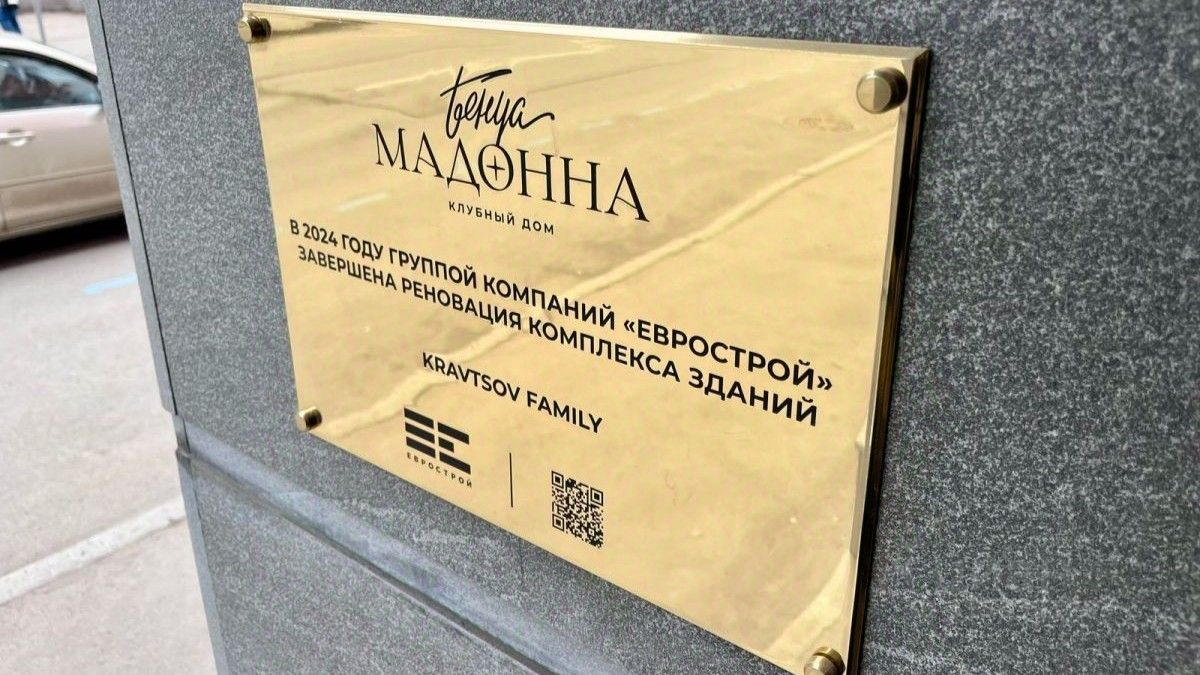 Бенуа
МАДОННА
КЛУБНЫЙ ДОМ
В 2024 ГОДУ ГРУППОЙ КОМПАНИЙ «ЕВРОСТРОЙ»
ЗАВЕРШЕНА РЕНОВАЦИЯ КОМПЛЕКСА ЗДАНИЙ
KRAVTSOV FAMILY
ЕВРОСТРОЙ